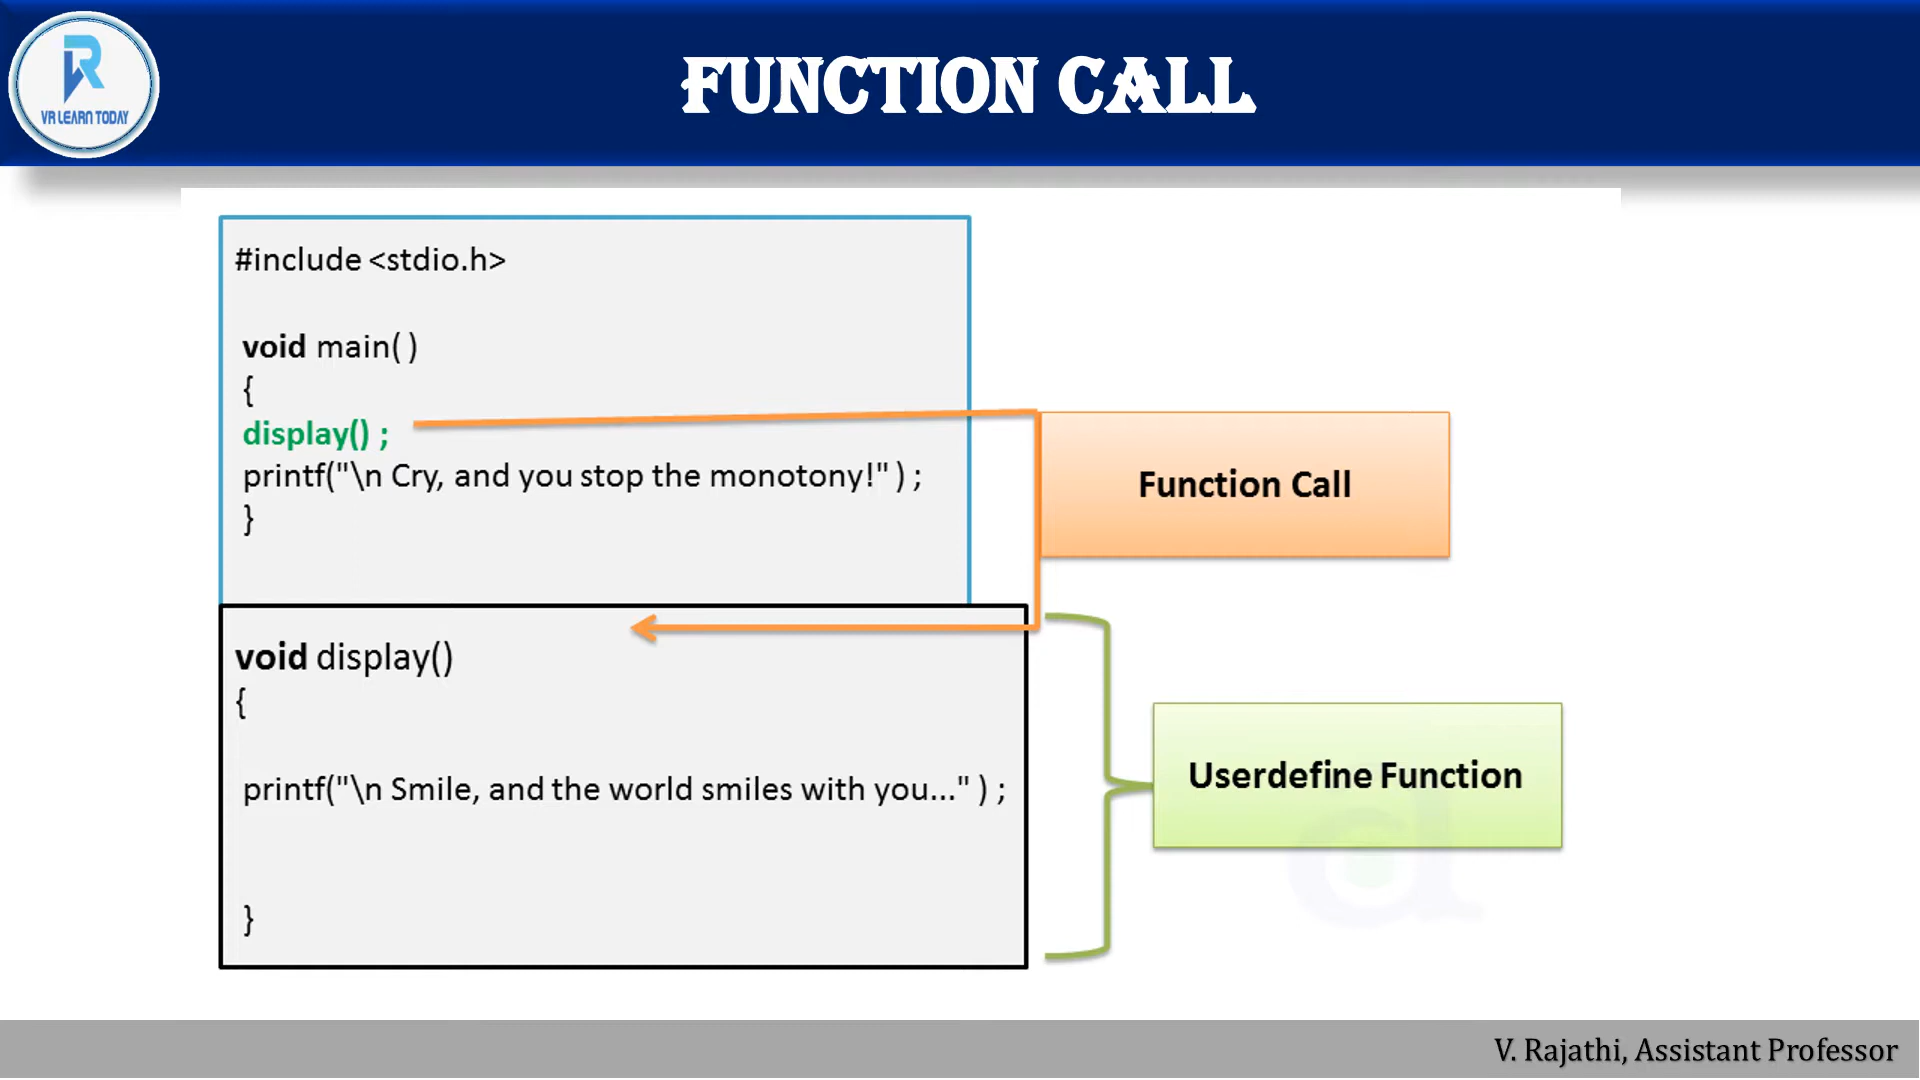 VR LEARN TODAY
FUNCTION CALL
#include <stdio.h>
void main( )
{
display() ;
printf("\n Cry, and you stop the monotony!" ) ;
}
Function Call
void display()
{
printf("\n Smile, and the world smiles with you..." ) ;
}
Userdefine Function
V. Rajathi, Assistant Professor